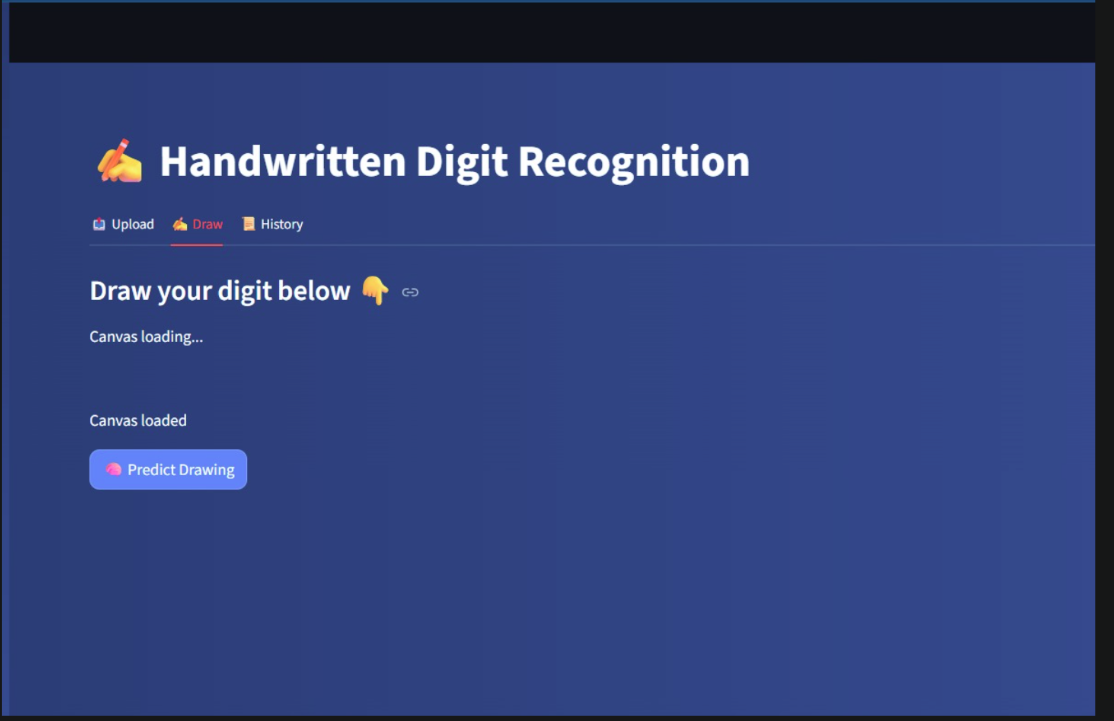 Handwritten Digit Recognition
Upload Draw History
Draw your digit below
Canvas loading...
Canvas loaded
Predict Drawing